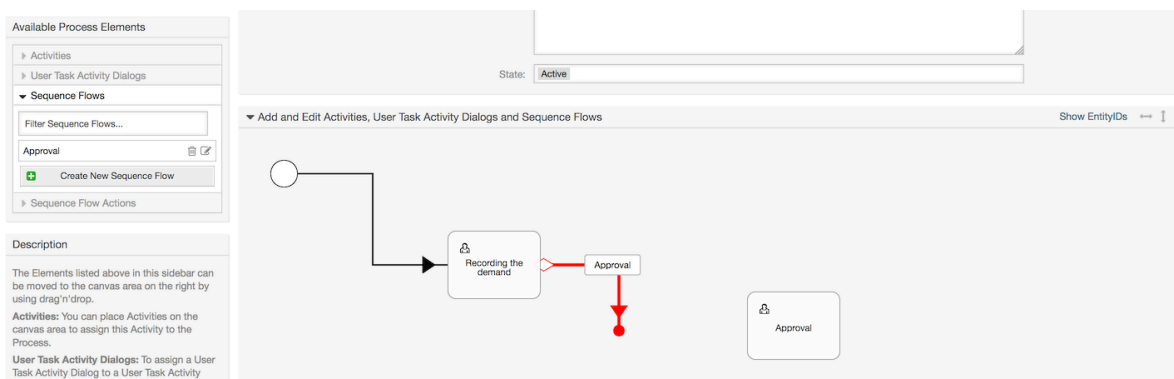 Available Process Elements
Activities
User Task Activity Dialogs
Sequence Flows
Filter Sequence Flows...
Approval
Create New Sequence Flow
Sequence Flow Actions
Description
The Elements listed above in this sidebar can
be moved to the canvas area on the right by
using drag'n'drop.
Activities: You can place Activities on the
canvas area to assign this Activity to the
Process.
User Task Activity Dialogs: To assign a User
Task Activity Dialog to a User Task Activity
State: Active
Add and Edit Activities, User Task Activity Dialogs and Sequence Flows
Show EntityIDs
Recording the
demand
Approval
Approval